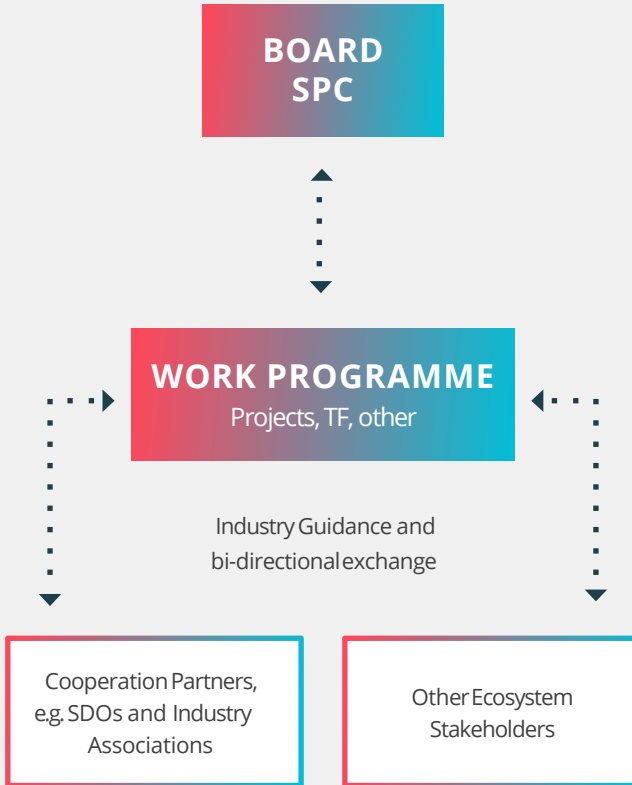 BOARD
SPC
WORK PROGRAMME
Projects, TF, other
Industry Guidance and
bi-directional exchange
Cooperation Partners,
e.g. SDOs and Industry
Associations
Other Ecosystem
Stakeholders